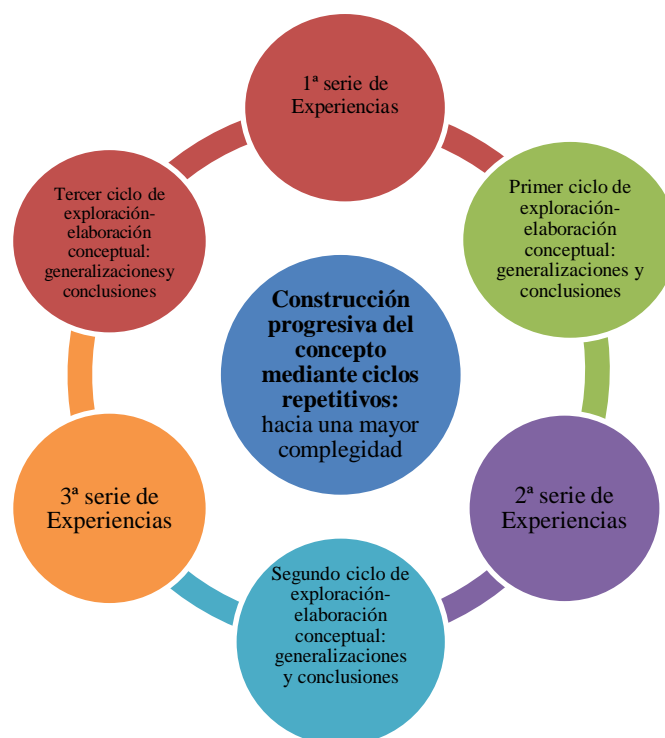 1ª serie de
Experiencias
Primer ciclo de
exploración-
elaboración
conceptual:
generalizaciones y
conclusiones
2ª serie de
Experiencias
Segundo ciclo de
exploración-
elaboración
conceptual:
generalizaciones
y conclusiones
3ª serie de
Experiencias
Tercer ciclo de
exploración-
elaboración
conceptual:
generalizacionesy
conclusiones
Construcción
progresiva del
concepto
mediante ciclos
repetitivos:
hacia una mayor
complegidad